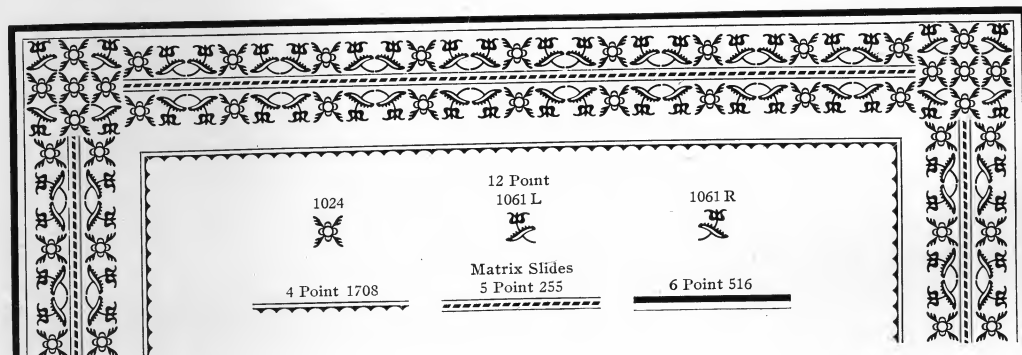 12 Point
1024 1061 L 1061 R
Matrix Slides
4 Point 1708 5 Point 255 6 Point 516